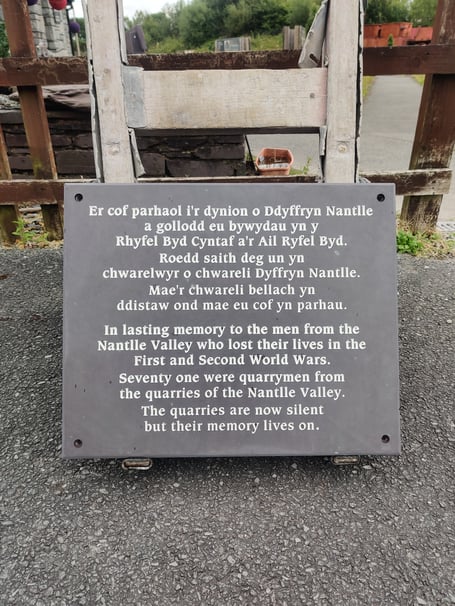 Er cof parhaol i'r dynion o Ddyffryn Nantlle
a gollodd eu bywydau yn y
Rhyfel Byd Cyntaf a'r Ail Ryfel Byd.
Roedd saith deg un yn
chwarelwyr o chwareli Dyffryn Nantlle.
Mae'r chwareli bellach yn
ddistaw ond mae eu cof yn parhau.
In lasting memory to the men from the
Nantlle Valley who lost their lives in the
First and Second World Wars.
Seventy one were quarrymen from
the quarries of the Nantlle Valley.
The quarries are now silent
but their memory lives on.